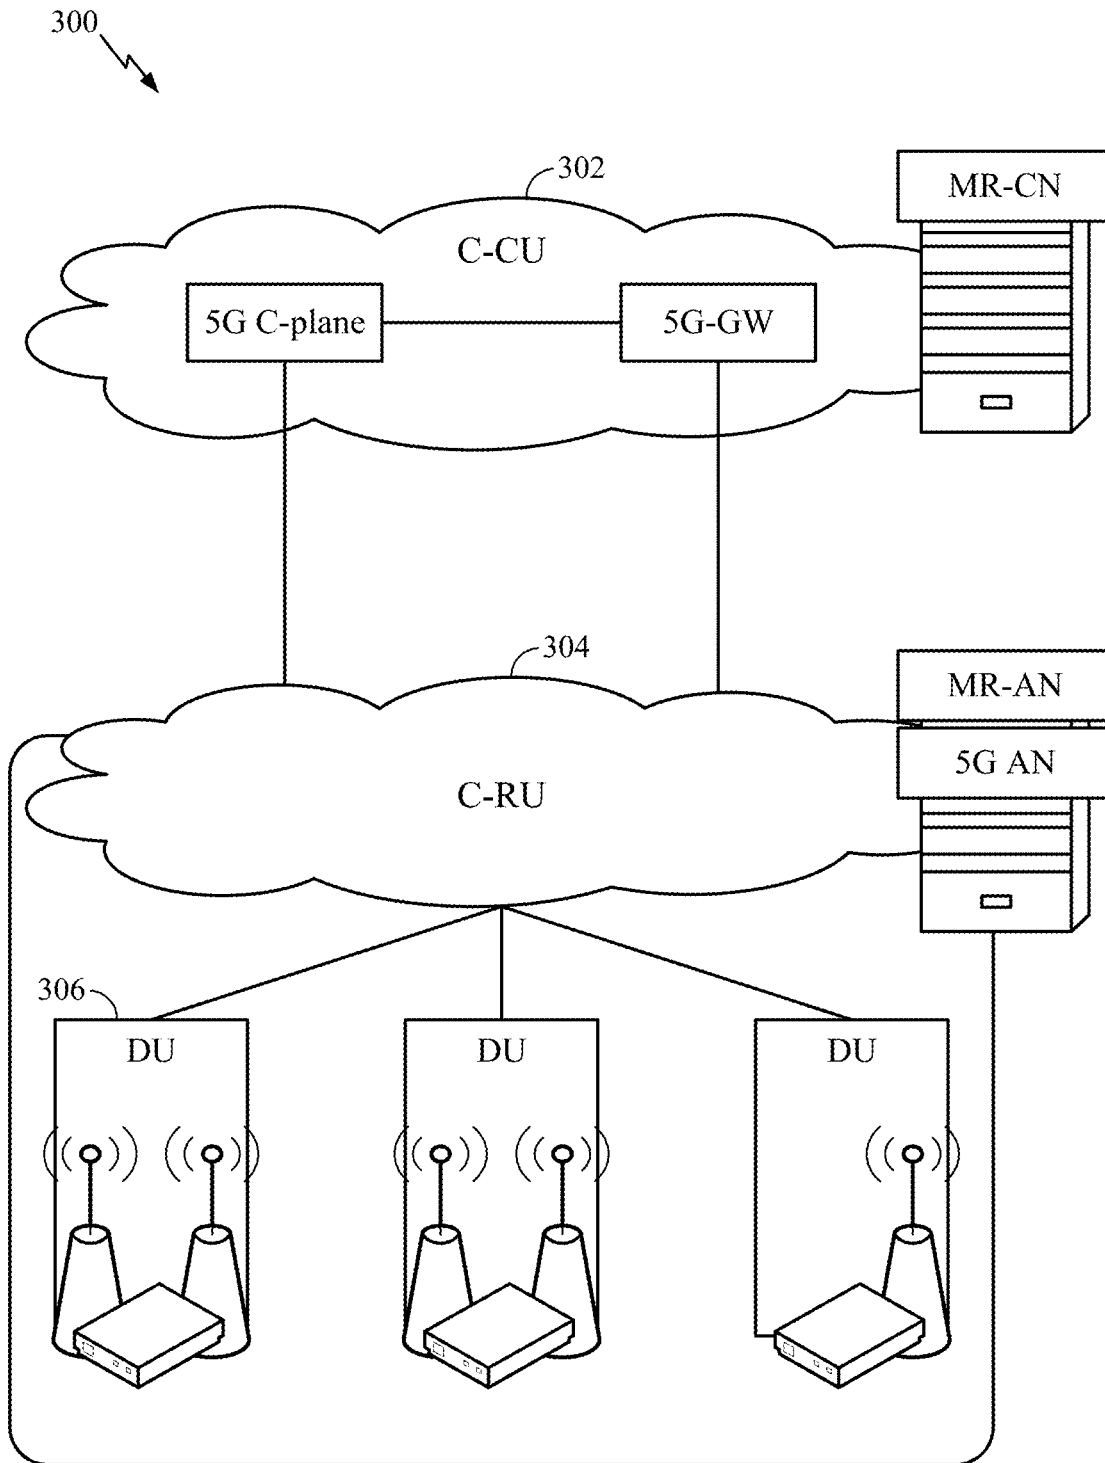 300
302
MR-CN
C-CU
5G C-plane
5G-GW
304
MR-AN
5G AN
C-RU
306
DU
DU
DU